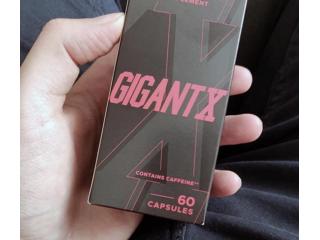 GIGANTX
CONTAINS CAFFEINE**
60
CAPSULES